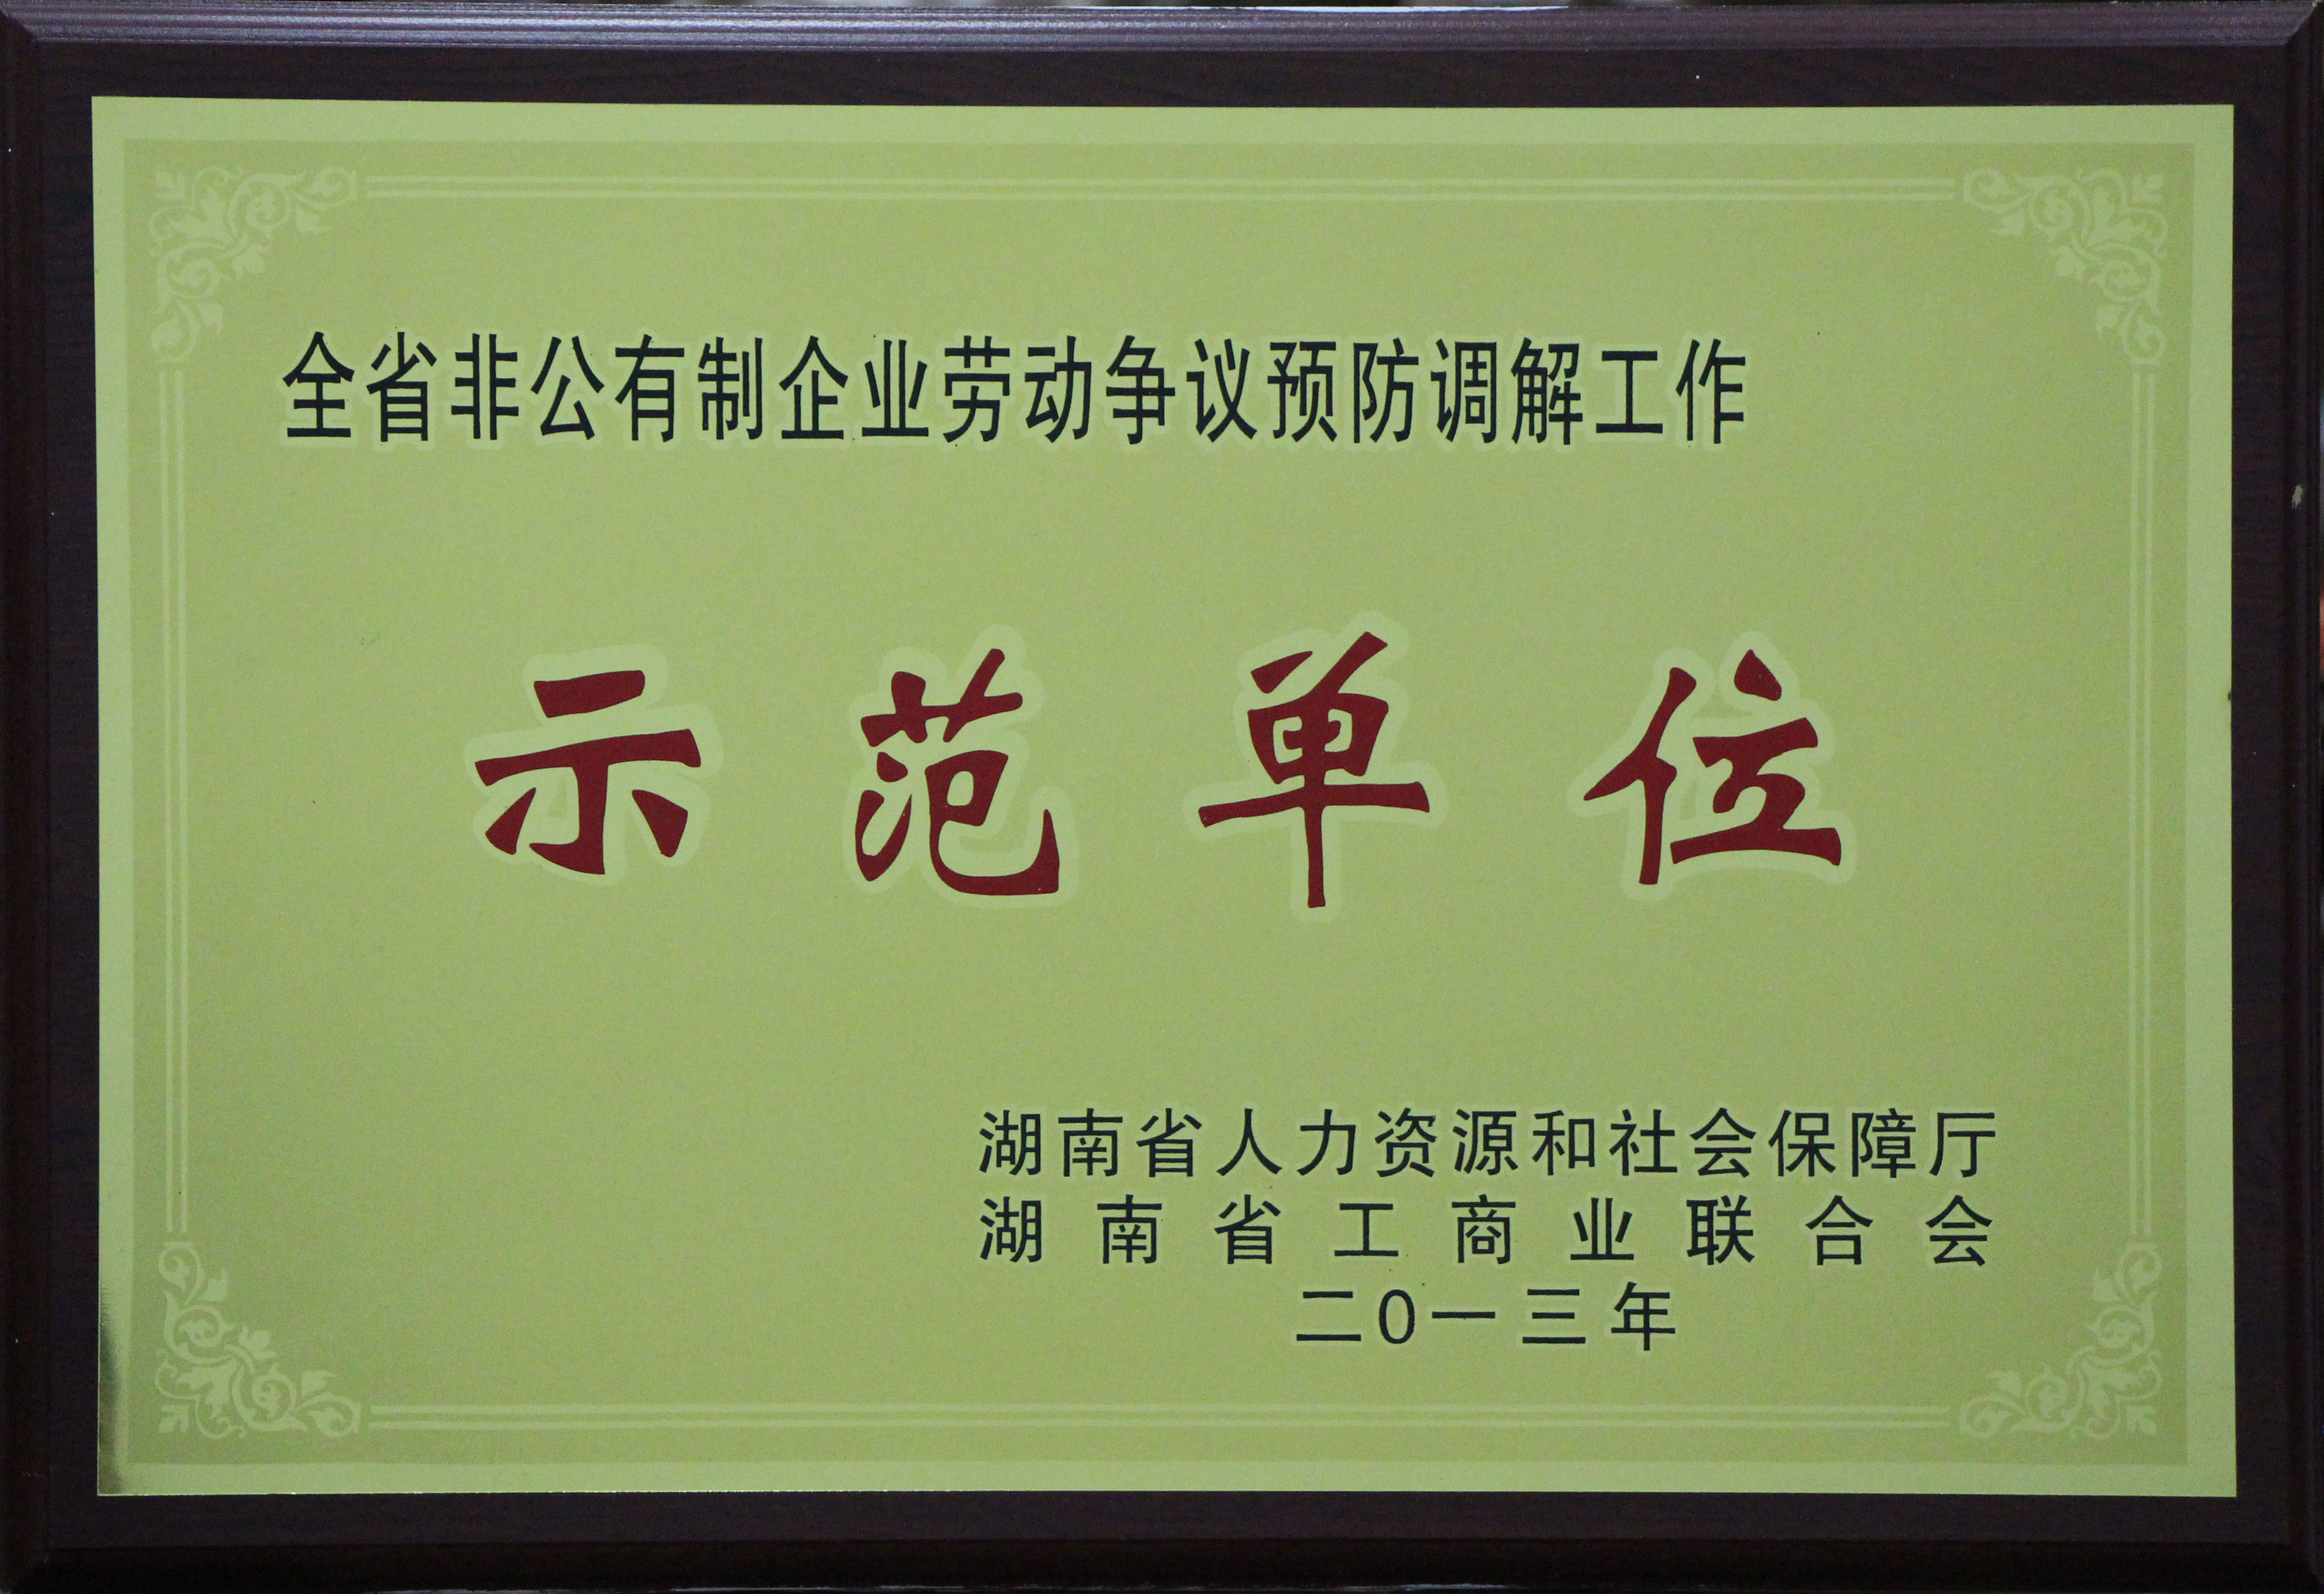 全省非公有制企业劳动争议预防调解工作
示范单位
湖南省人力资源和社会保障厅
湖南省工商业联合会
二0一三年